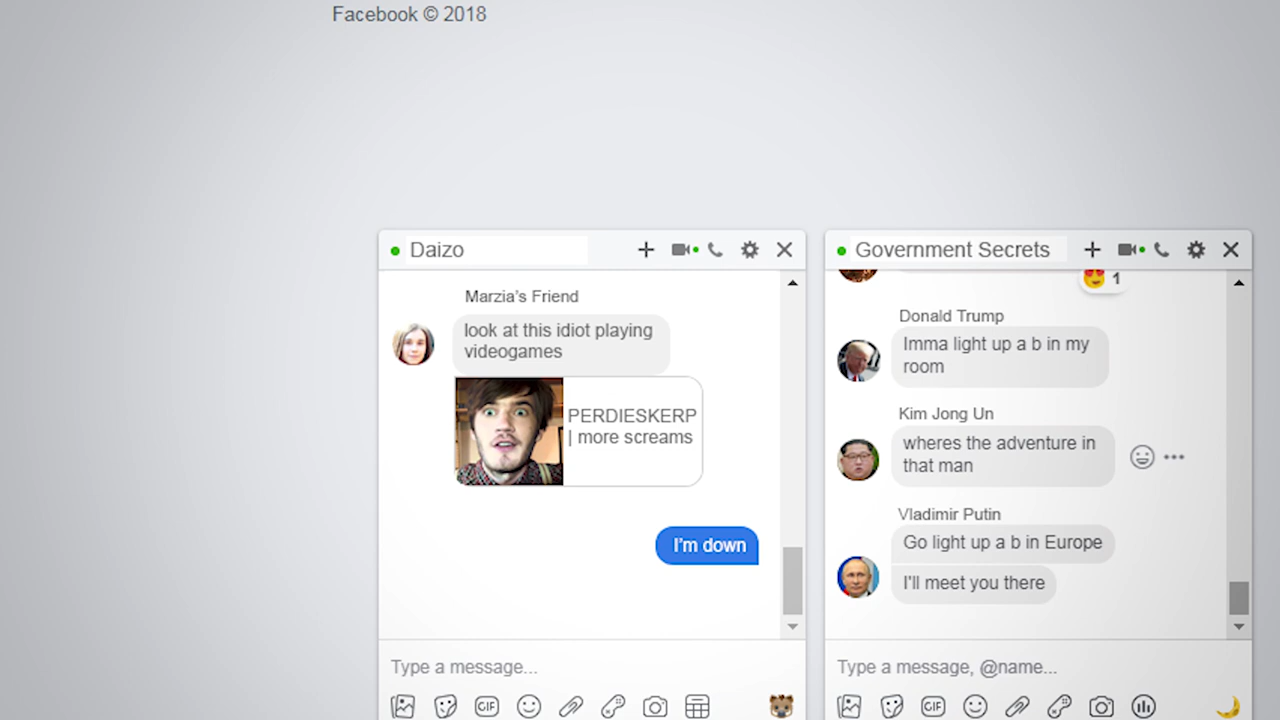 Facebook © 2018
Daizo
Marzia's Friend
look at this idiot playing
videogames
PERDIESKERP
| more screams
I'm down
Type a message...
GIF
Government Secrets
1
Donald Trump
Imma light up a b in my
room
Kim Jong Un
wheres the adventure in
that man
Vladimir Putin
Go light up a b in Europe
I'll meet you there
Type a message, @name...
GIF